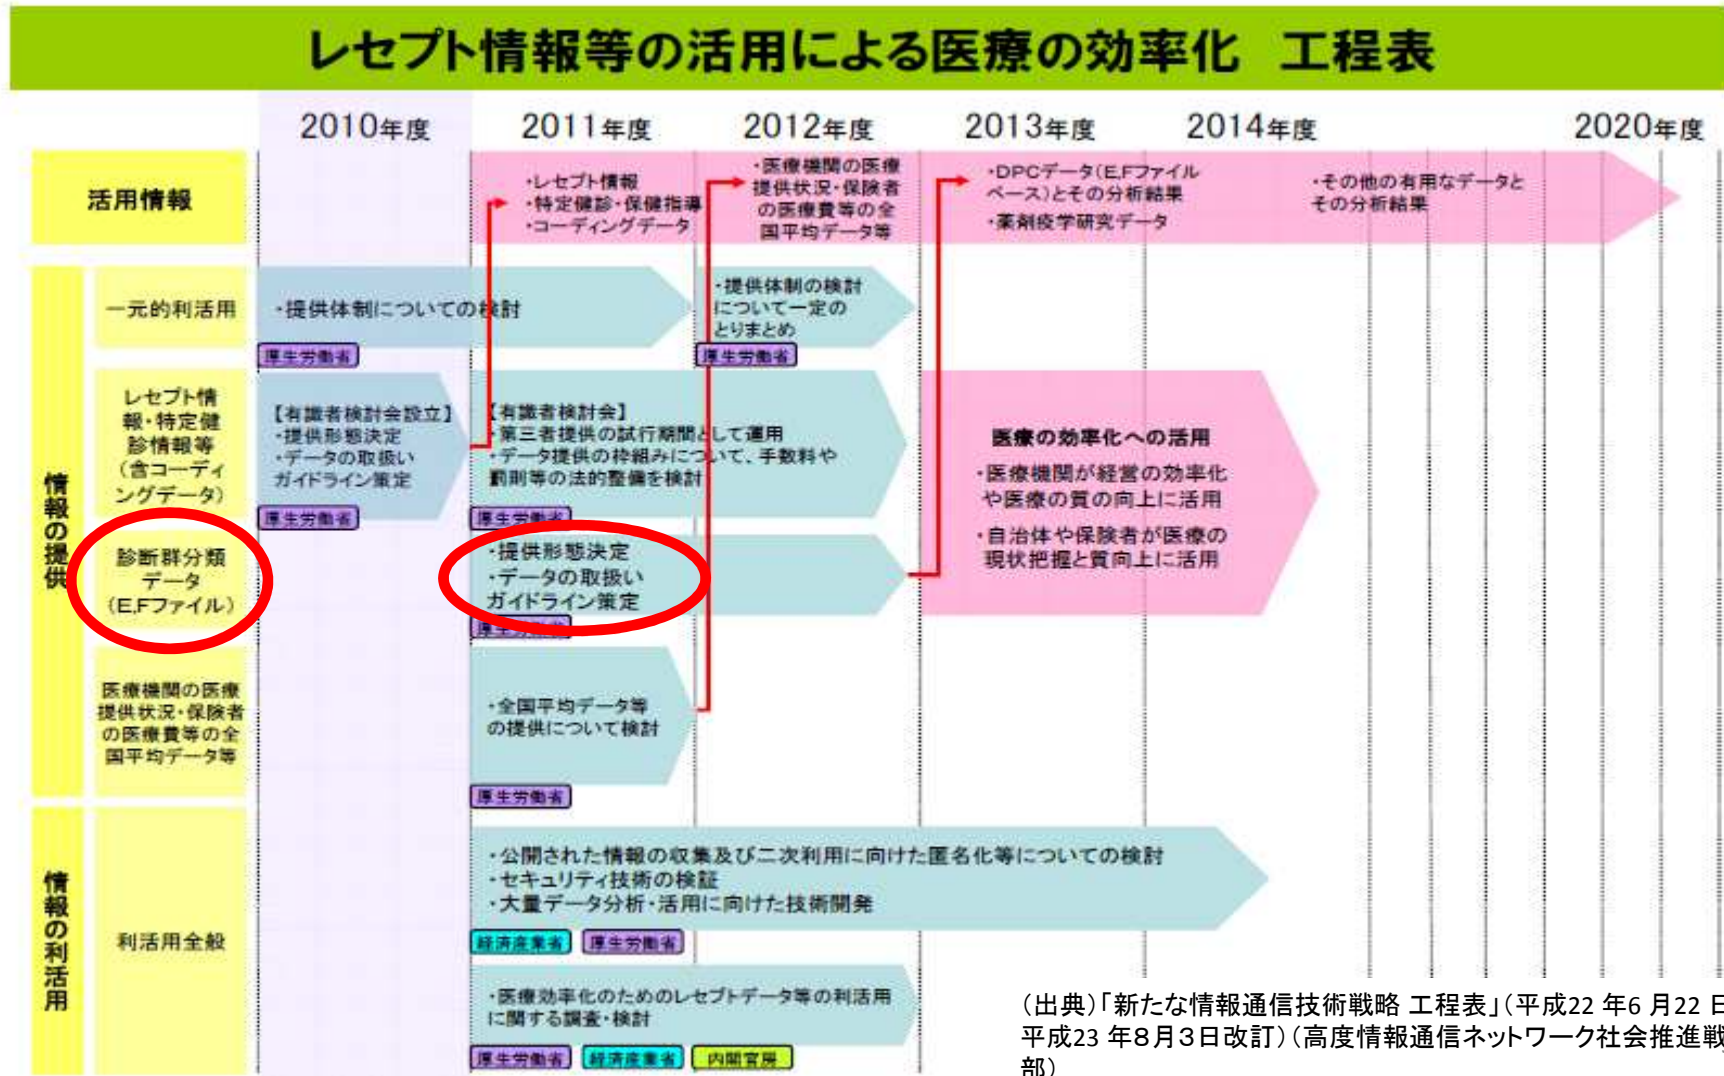 レセプト情報等の活用による医療の効率化　工程表
2010年度
2011年度
2012年度
2013年度
2014年度
2020年度
活用情報
・レセプト情報
・特定健診・保健指導
・コーディングデータ
・医療機関の医療
提供状況・保険者
の医療費等の全
国平均データ等
・DPCデータ(E,Fファイル
ベース)とその分析結果
・薬剤疫学研究データ
・その他の有用なデータと
その分析結果
情報の提供
一元的利活用
・提供体制についての検討
厚生労働省
・提供体制の検討
について一定の
とりまとめ
厚生労働省
レセプト情
報・特定健
診情報等
(含コーディ
ングデータ)
【有識者検討会設立】
・提供形態決定
・データの取扱い
ガイドライン策定
厚生労働省
【有識者検討会】
・第三者提供の試行期間として運用
・データ提供の枠組みについて、手数料や
罰則等の法的整備を検討
厚生労働省
医療の効率化への活用
・医療機関が経営の効率化
や医療の質の向上に活用
・自治体や保険者が医療の
現状把握と質向上に活用
診断群分類
データ
(E,Fファイル)
・提供形態決定
・データの取扱い
ガイドライン策定
厚生労働省
医療機関の医療
提供状況・保険者
の医療費等の全
国平均データ等
・全国平均データ等
の提供について検討
厚生労働省
情報の利活用
利活用全般
・公開された情報の収集及び二次利用に向けた匿名化等についての検討
・セキュリティ技術の検証
・大量データ分析・活用に向けた技術開発
経済産業省
厚生労働省
・医療効率化のためのレセプトデータ等の利活用
に関する調査・検討
厚生労働省
経済産業省
内閣官房
(出典)「新たな情報通信技術戦略 工程表」(平成22 年6 月22 日
平成23 年８月３日改訂)(高度情報通信ネットワーク社会推進戦
部)